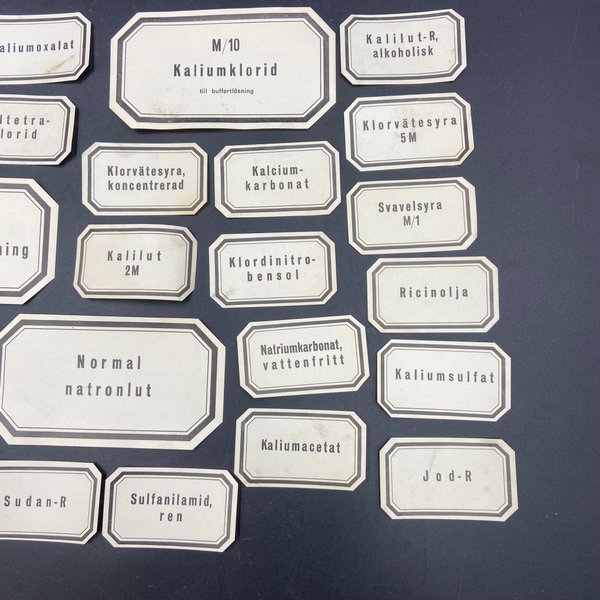 aliumoxalat
M/10
Kaliumklorid
till buffertlösning
Kalilut-R,
alkoholisk
ltetra-
lorid
Klorvätesyra
5M
Klorvätesyra,
koncentrerad
Kalcium-
karbonat
Svavelsyra
M/1
ning
Kalilut
2M
Klordinitro-
bensol
Ricinolja
Normal
natronlut
Natriumkarbonat,
vattenfritt
Kaliumsulfat
Kaliumacetat
Sudan-R
Sulfanilamid,
ren
Jod-R